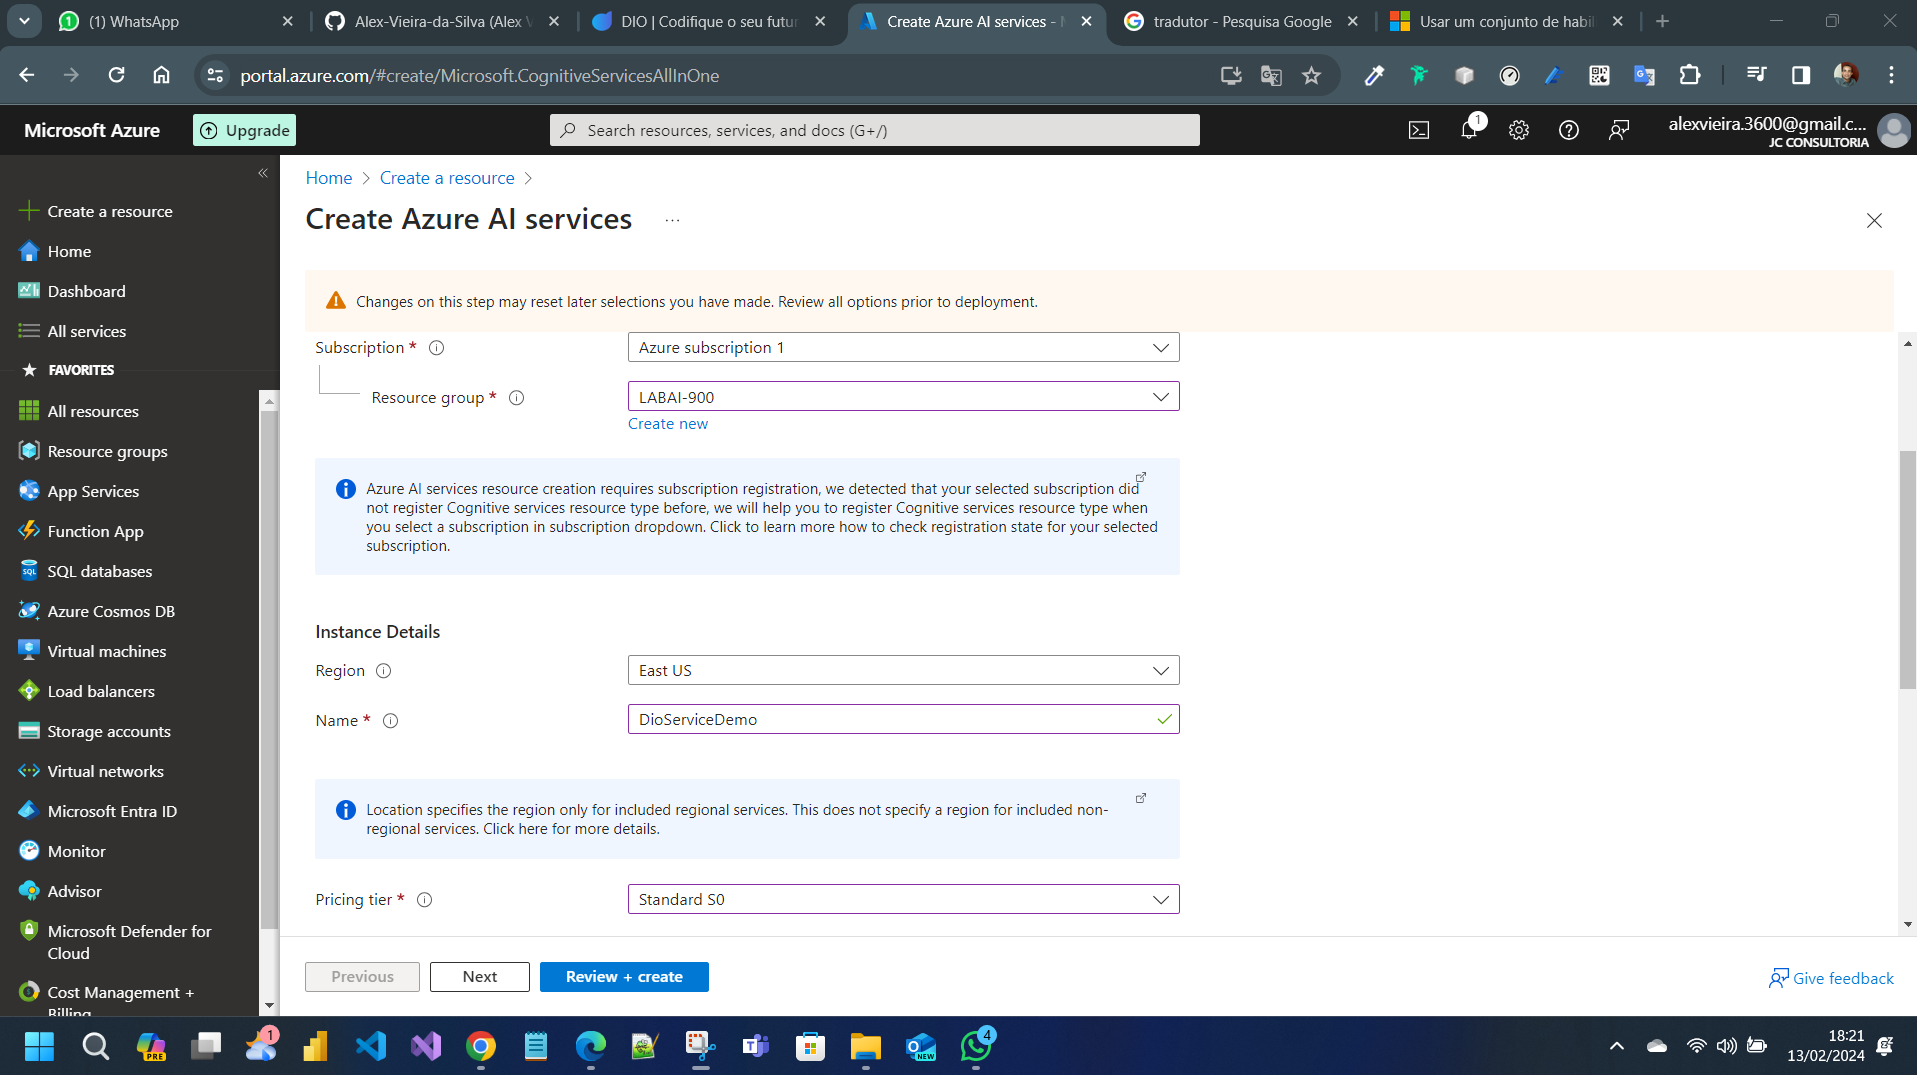 (1) WhatsApp
Alex-Vieira-da-Silva (Alex V
DIO | Codifique o seu futur
Create Azure AI services - M
tradutor - Pesquisa Google
Usar um conjunto de habil
portal.azure.com/#create/Microsoft.CognitiveServicesAllInOne
Microsoft Azure
Upgrade
Search resources, services, and docs (G+/)
1
alexvieira.3600@gmail.c...
JC CONSULTORIA
Create a resource
Home
Dashboard
All services
FAVORITES
All resources
Resource groups
App Services
Function App
SQL databases
Azure Cosmos DB
Virtual machines
Load balancers
Storage accounts
Virtual networks
Microsoft Entra ID
Monitor
Advisor
Microsoft Defender for
Cloud
Cost Management +
Billing
Home > Create a resource >
Create Azure AI services ...
Changes on this step may reset later selections you have made. Review all options prior to deployment.
Subscription *
Azure subscription 1
Resource group *
LABAI-900
Create new
Azure AI services resource creation requires subscription registration, we detected that your selected subscription did
not register Cognitive services resource type before, we will help you to register Cognitive services resource type when
you select a subscription in subscription dropdown. Click to learn more how to check registration state for your selected
subscription.
Instance Details
Region
East US
Name *
DioServiceDemo
Location specifies the region only for included regional services. This does not specify a region for included non-
regional services. Click here for more details.
Pricing tier *
Standard S0
Previous
Next
Review + create
Give feedback
PRE
1
NEW
4
18:21
13/02/2024